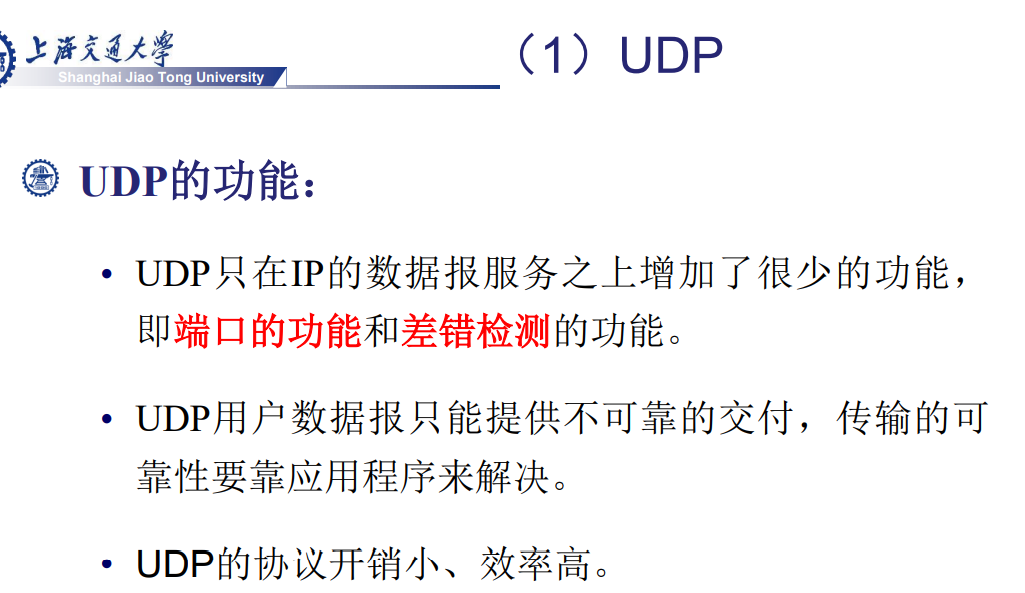 上海交通大學
Shanghai Jiao Tong University
（1）UDP
UDP的功能：
• UDP只在IP的数据报服务之上增加了很少的功能，
即端口的功能和差错检测的功能。
• UDP用户数据报只能提供不可靠的交付，传输的可
靠性要靠应用程序来解决。
• UDP的协议开销小、效率高。